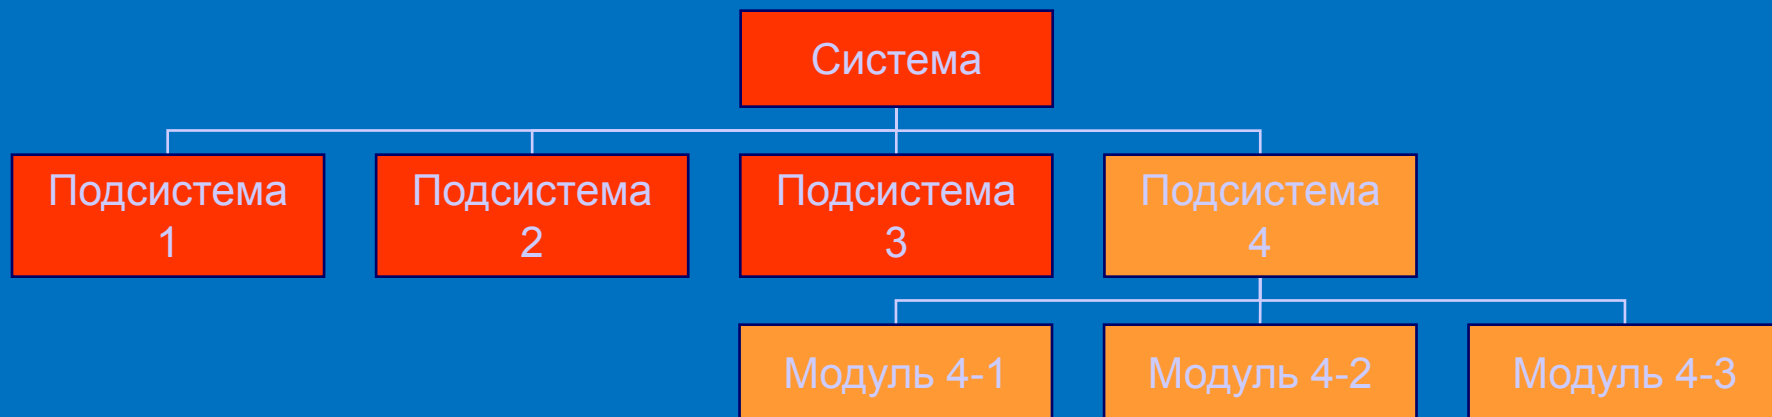 Система
Подсистема
1
Подсистема
2
Подсистема
3
Подсистема
4
Модуль 4-1
Модуль 4-2
Модуль 4-3